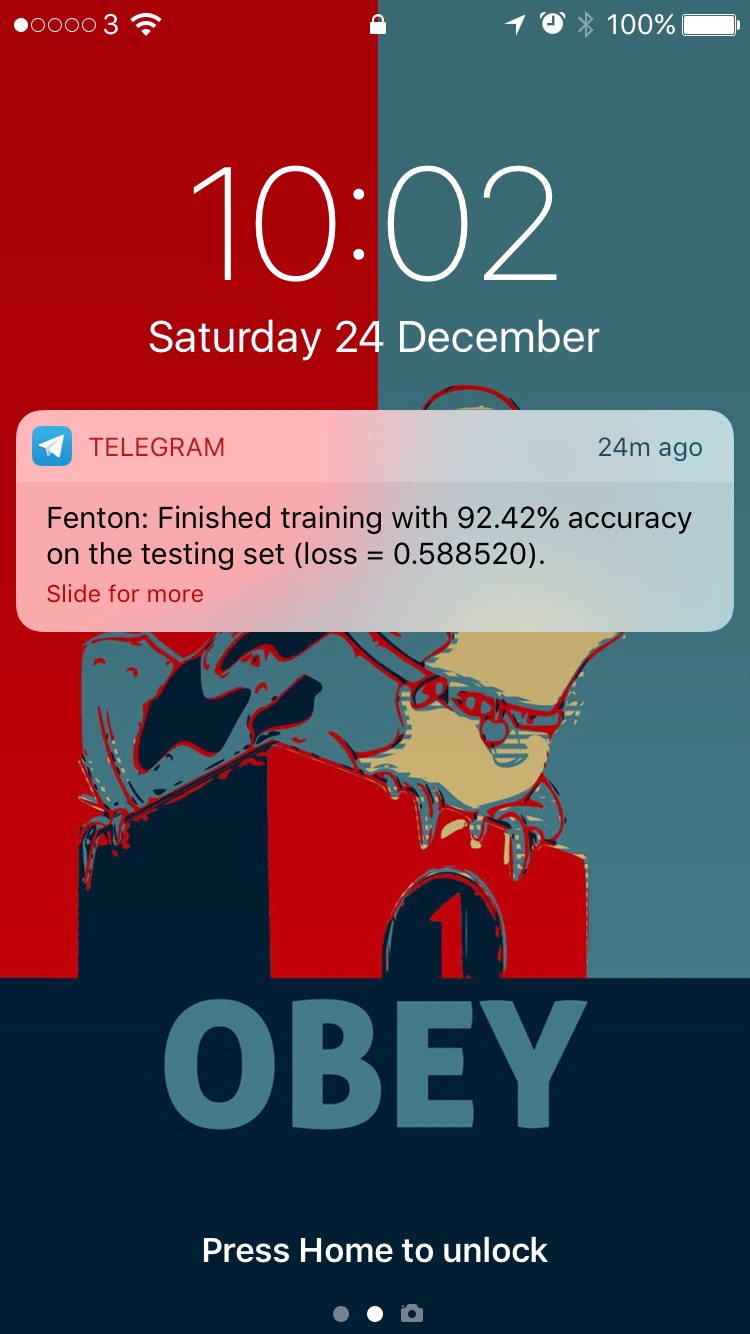 3 100%
10:02
Saturday 24 December
TELEGRAM 24m ago
Fenton: Finished training with 92.42% accuracy
on the testing set (loss = 0.588520).
Slide for more
1
OBEY
Press Home to unlock